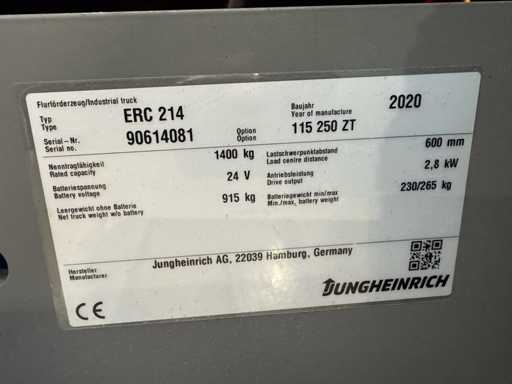 Flurförderzeug/Industrial truck
Typ
Type ERC 214 Baujahr
Year of manufacture 2020
Serial-Nr.
Serial no. 90614081 Option
Option 115 250 ZT
Nenntragfähigkeit
Rated capacity 1400 kg Lastschwerpunktabstand
Load centre distance 600 mm
Batteriespannung
Battery voltage 24 V Antriebsleistung
Drive output 2,8 kW
Leergewicht ohne Batterie
Net truck weight w/o battery 915 kg Batteriegewicht min/max
Min./max, battery weight 230/265 kg
Hersteller
Manufacturer Jungheinrich AG, 22039 Hamburg, Germany
CE JUNGHEINRICH